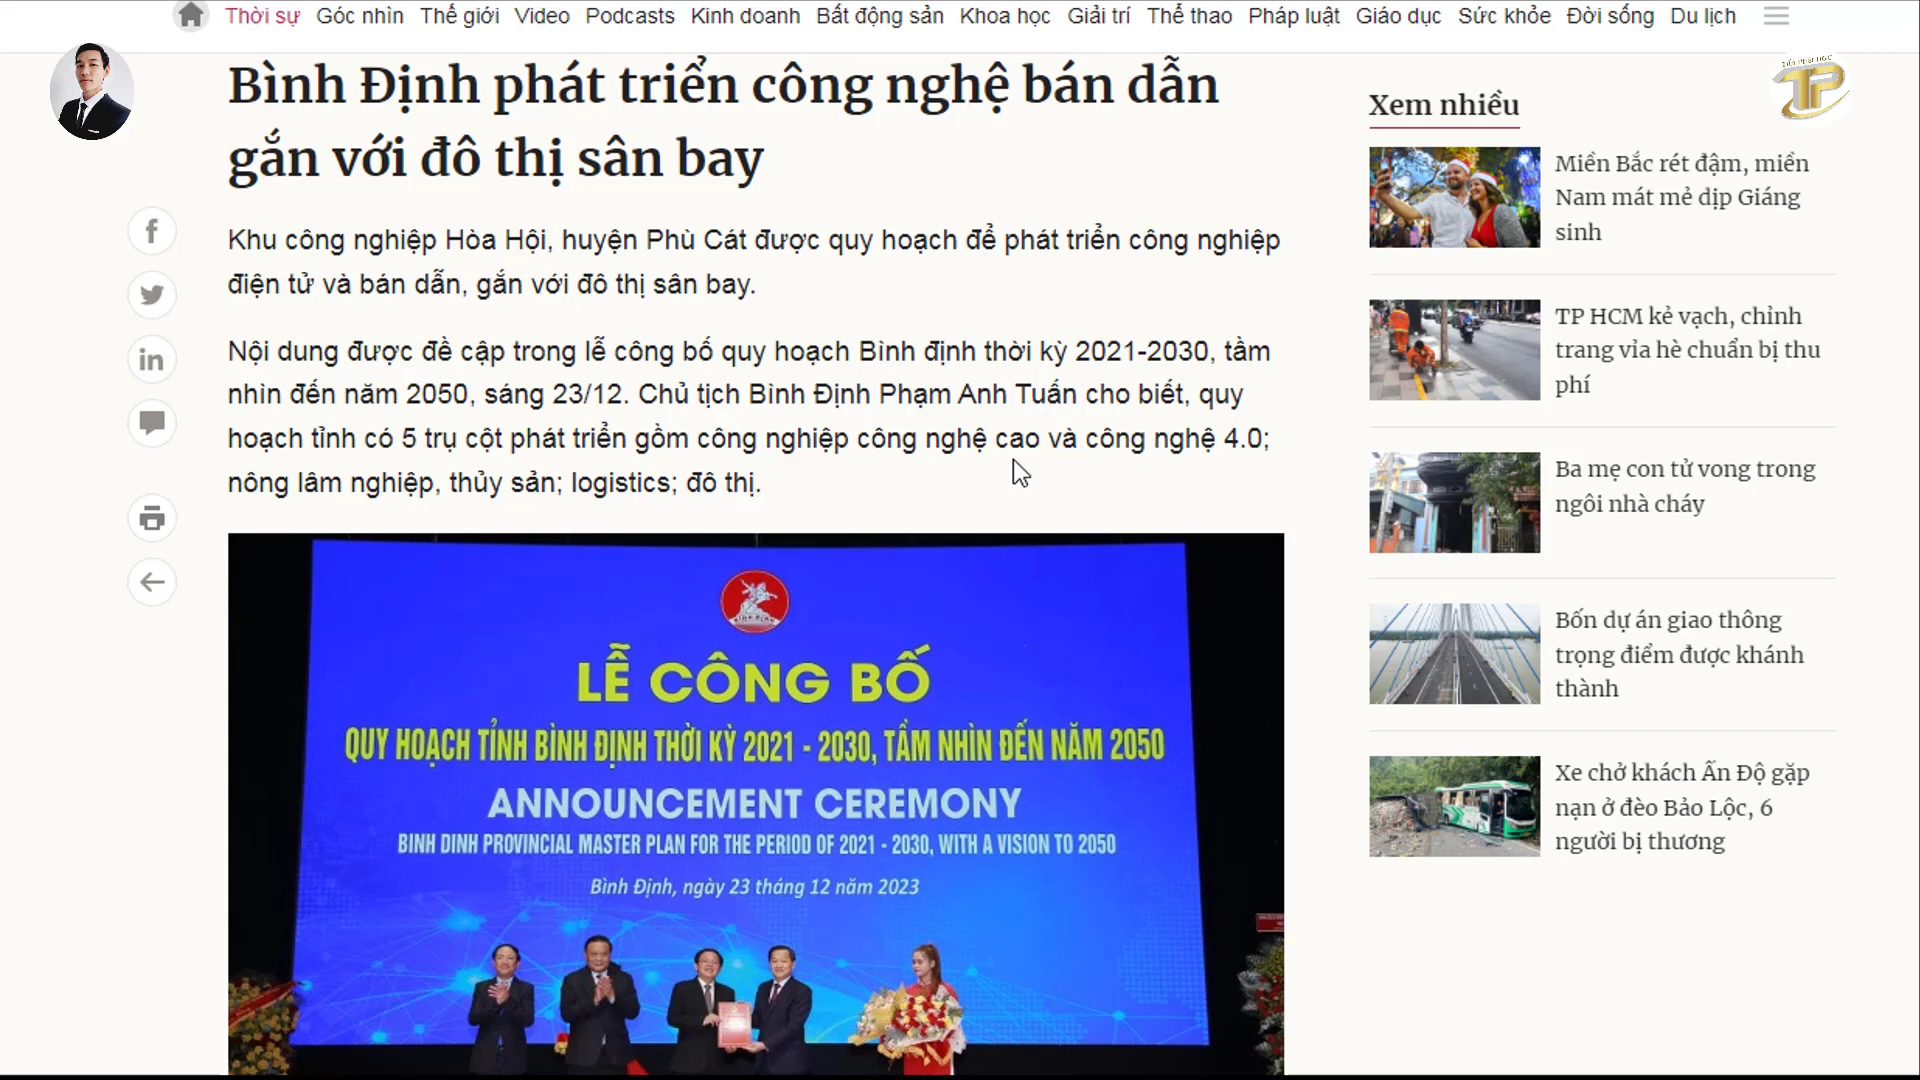 Thời sự Góc nhìn Thế giới Video Podcasts Kinh doanh Bất động sản Khoa học Giải trí Thể thao Pháp luật Giáo dục Sức khỏe Đời sống Du lịch
Bình Định phát triển công nghệ bán dẫn
gắn với đô thị sân bay
Khu công nghiệp Hòa Hội, huyện Phù Cát được quy hoạch để phát triển công nghiệp
điện tử và bán dẫn, gắn với đô thị sân bay.
Nội dung được đề cập trong lễ công bố quy hoạch Bình định thời kỳ 2021-2030, tầm
nhìn đến năm 2050, sáng 23/12. Chủ tịch Bình Định Phạm Anh Tuấn cho biết, quy
hoạch tỉnh có 5 trụ cột phát triển gồm công nghiệp công nghệ cao và công nghệ 4.0;
nông lâm nghiệp, thủy sản; logistics; đô thị.
BÌNH ĐỊNH
LỄ CÔNG BỐ
QUY HOẠCH TỈNH BÌNH ĐỊNH THỜI KỲ 2021 - 2030, TẦM NHÌN ĐẾN NĂM 2050
ANNOUNCEMENT CEREMONY
BINH DINH PROVINCIAL MASTER PLAN FOR THE PERIOD OF 2021 - 2030, WITH A VISION TO 2050
Bình Định, ngày 23 tháng 12 năm 2023
TP
Xem nhiều
Miền Bắc rét đậm, miền
Nam mát mẻ dịp Giáng
sinh
TP HCM kẻ vạch, chỉnh
trang vỉa hè chuẩn bị thu
phí
Ba mẹ con tử vong trong
ngôi nhà cháy
Bốn dự án giao thông
trọng điểm được khánh
thành
Xe chở khách Ấn Độ gặp
nạn ở đèo Bảo Lộc, 6
người bị thương